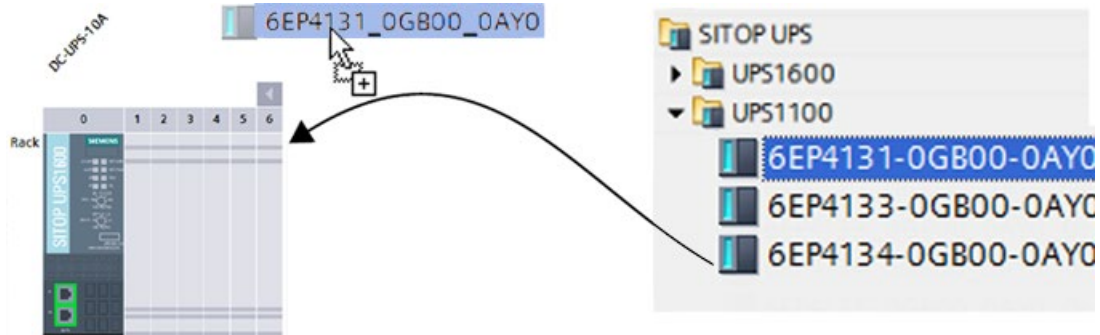 DC-UPS-10A
6EP4131_0GB00_0AY0
0 1 2 3 4 5 6
Rack
SIEMENS
SITOP UPS1600
SITOP UPS
UPS1600
UPS1100
6EP4131-0GB00-0AY0
6EP4133-0GB00-0AY0
6EP4134-0GB00-0AY0